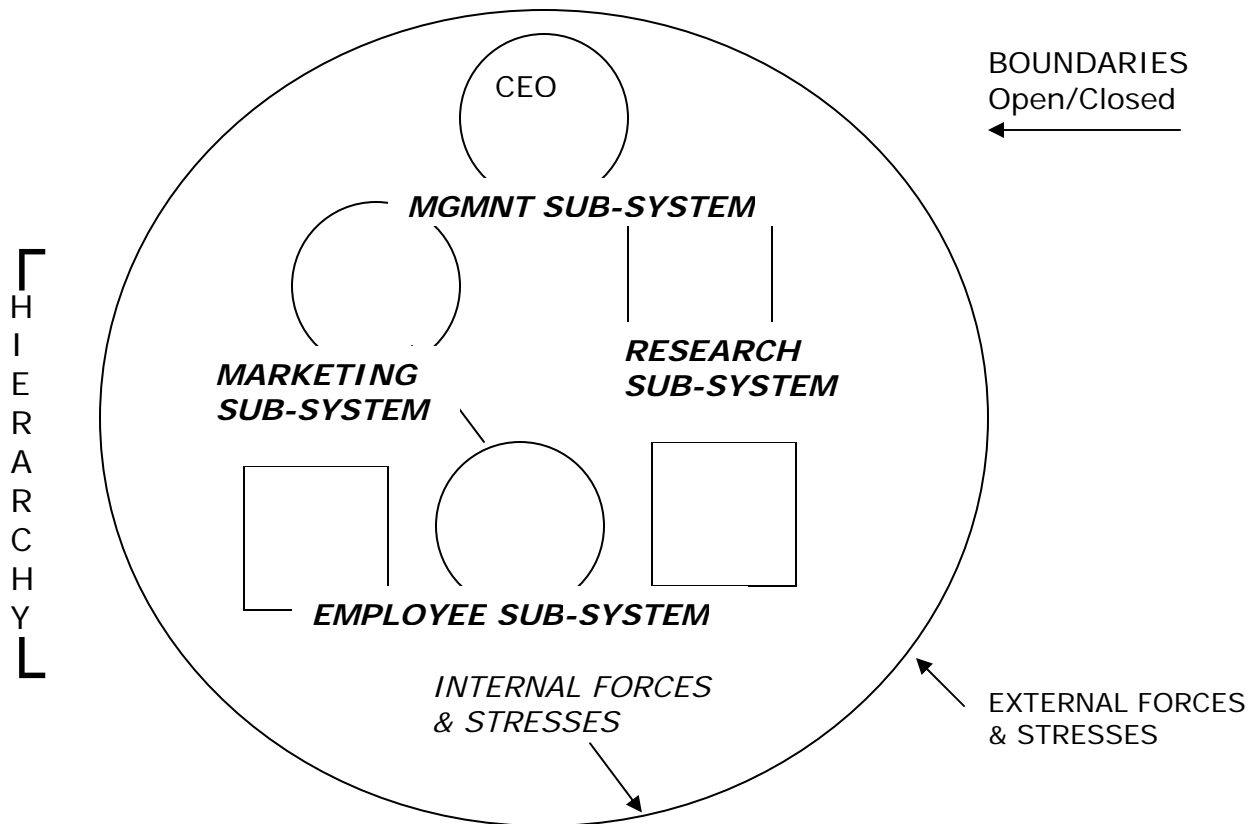 BOUNDARIES
Open/Closed
CEO
MGMNT SUB-SYSTEM
H
I
E
R
A
R
C
H
Y
RESEARCH
SUB-SYSTEM
MARKETING
SUB-SYSTEM
EMPLOYEE SUB-SYSTEM
INTERNAL FORCES
& STRESSES
EXTERNAL FORCES
& STRESSES